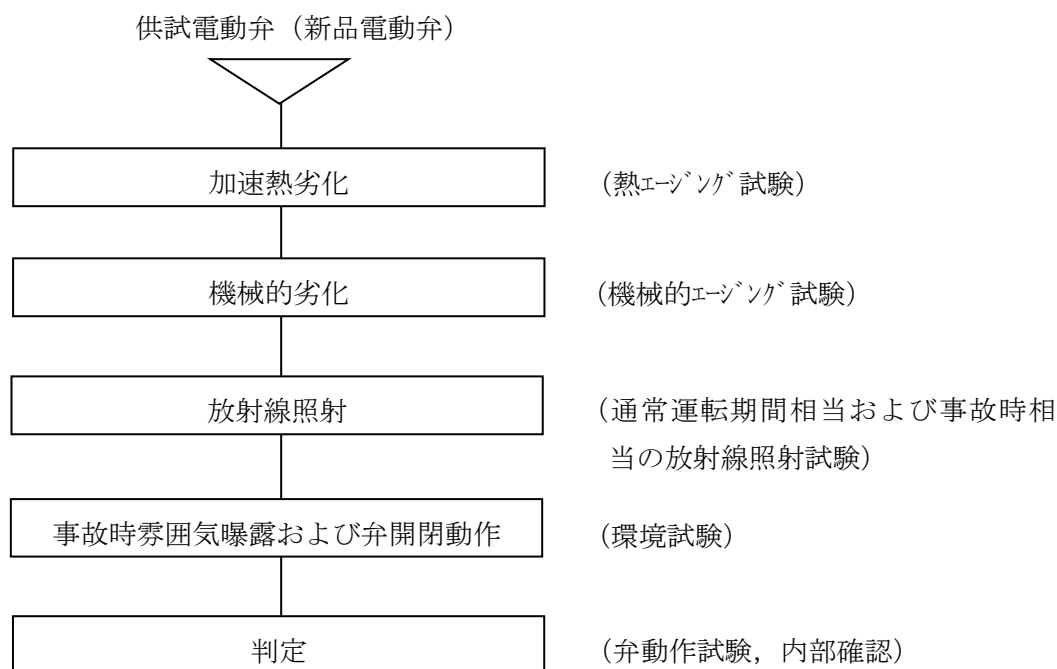 供試電動弁（新品電動弁）
加速熱劣化
（熱ｴｰｼﾞﾝｸﾞ試験）
機械的劣化
（機械的ｴｰｼﾞﾝｸﾞ試験）
放射線照射
（通常運転期間相当および事故時相
当の放射線照射試験）
事故時雰囲気曝露および弁開閉動作
（環境試験）
判定
（弁動作試験，内部確認）